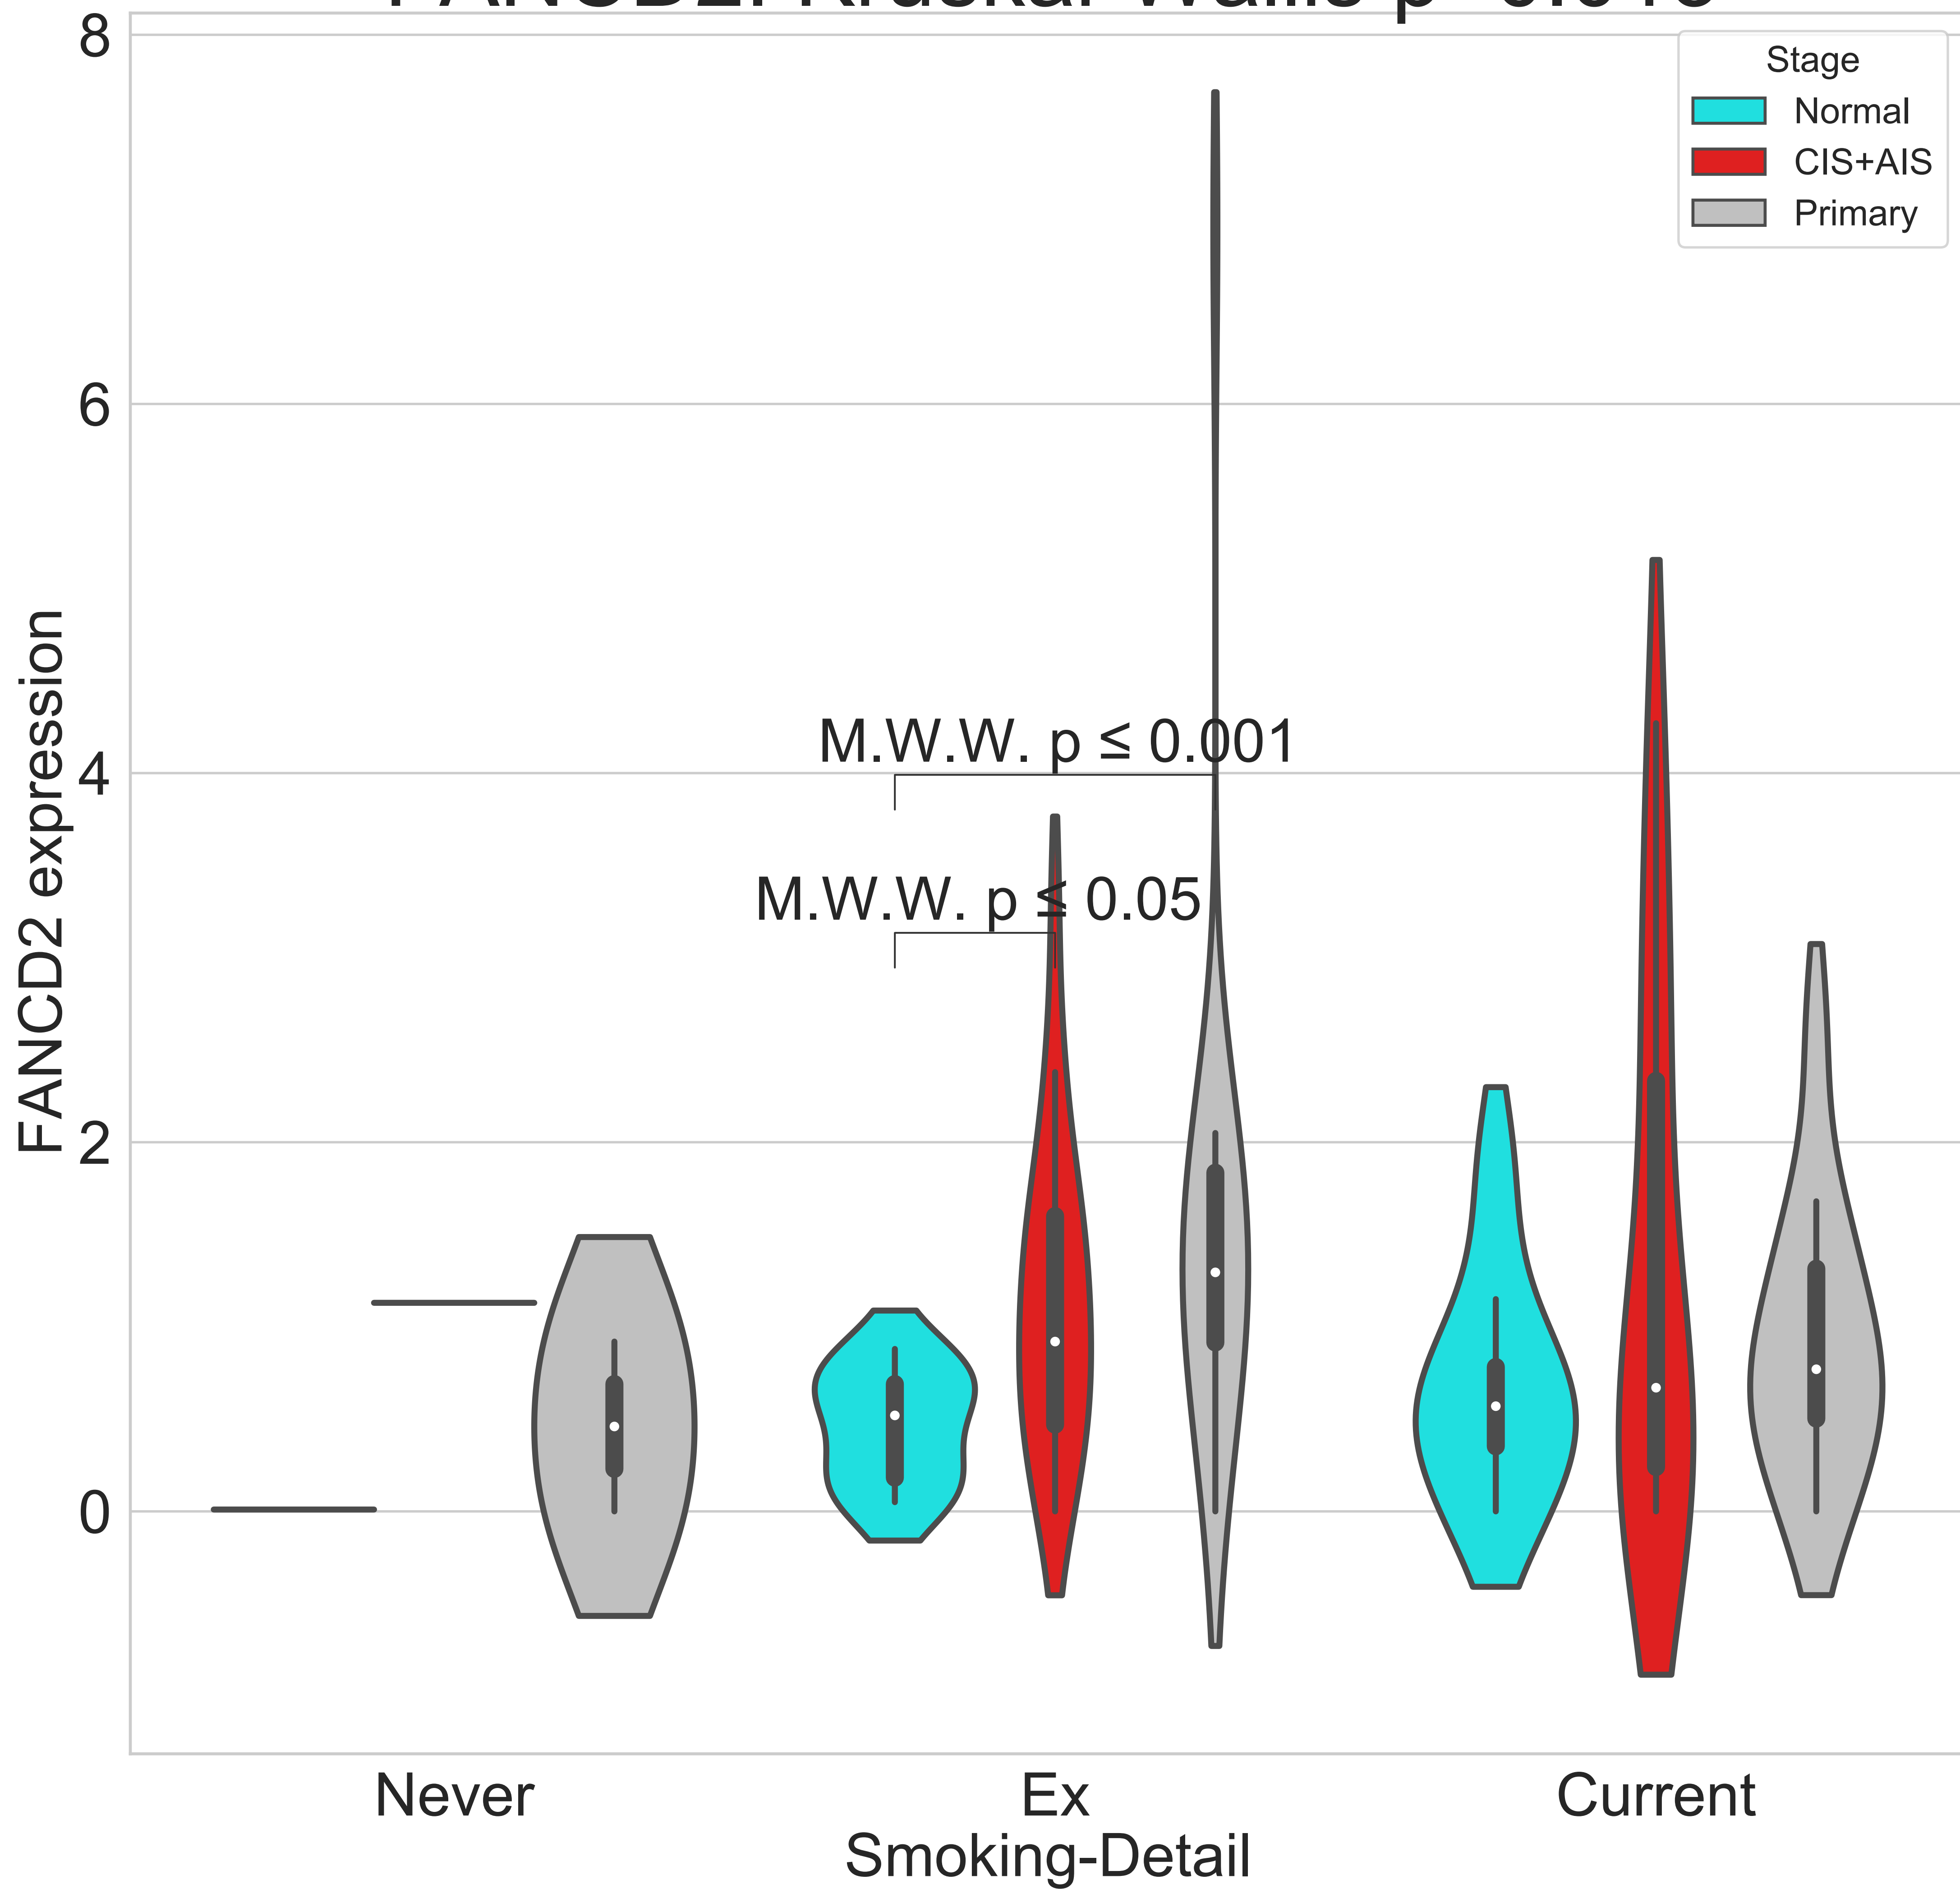 8
6
4
2
0
FANCD2 expression
Stage
Normal
CIS+AIS
Primary
M.W.W. p ≤ 0.001
M.W.W. p ≤ 0.05
Never
Ex
Current
Smoking-Detail